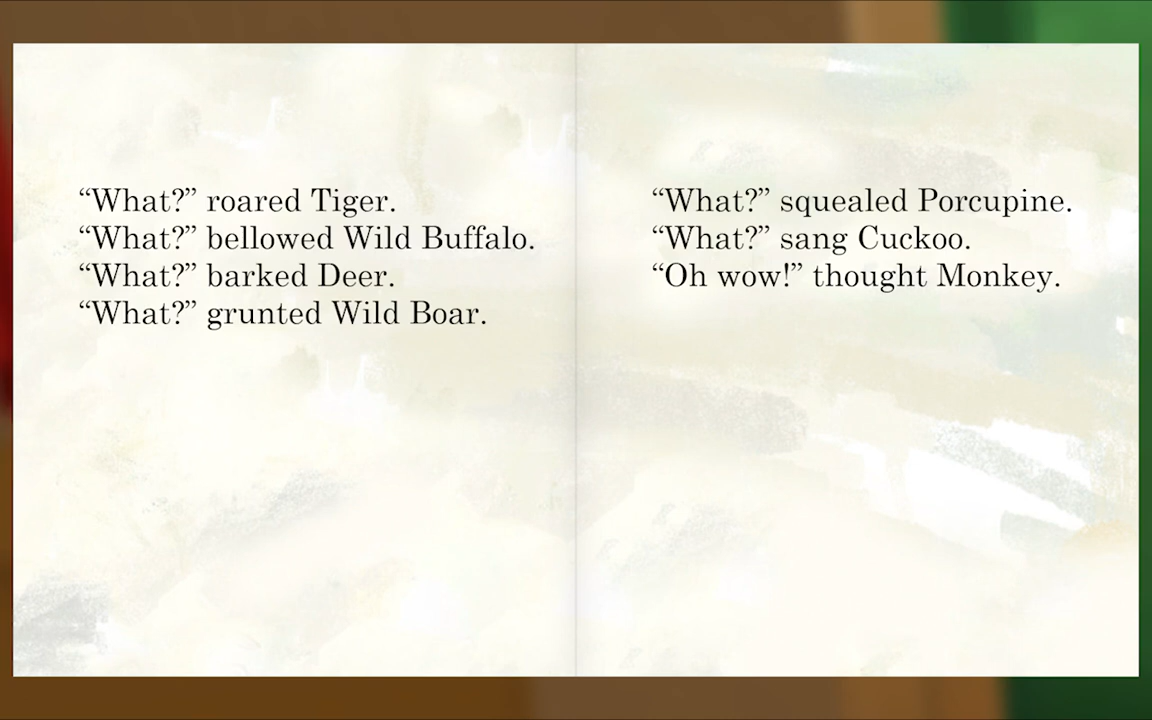 “What?” roared Tiger.
“What?” bellowed Wild Buffalo.
“What?” barked Deer.
“What?” grunted Wild Boar.
“What?” squealed Porcupine.
“What?” sang Cuckoo.
“Oh wow!” thought Monkey.